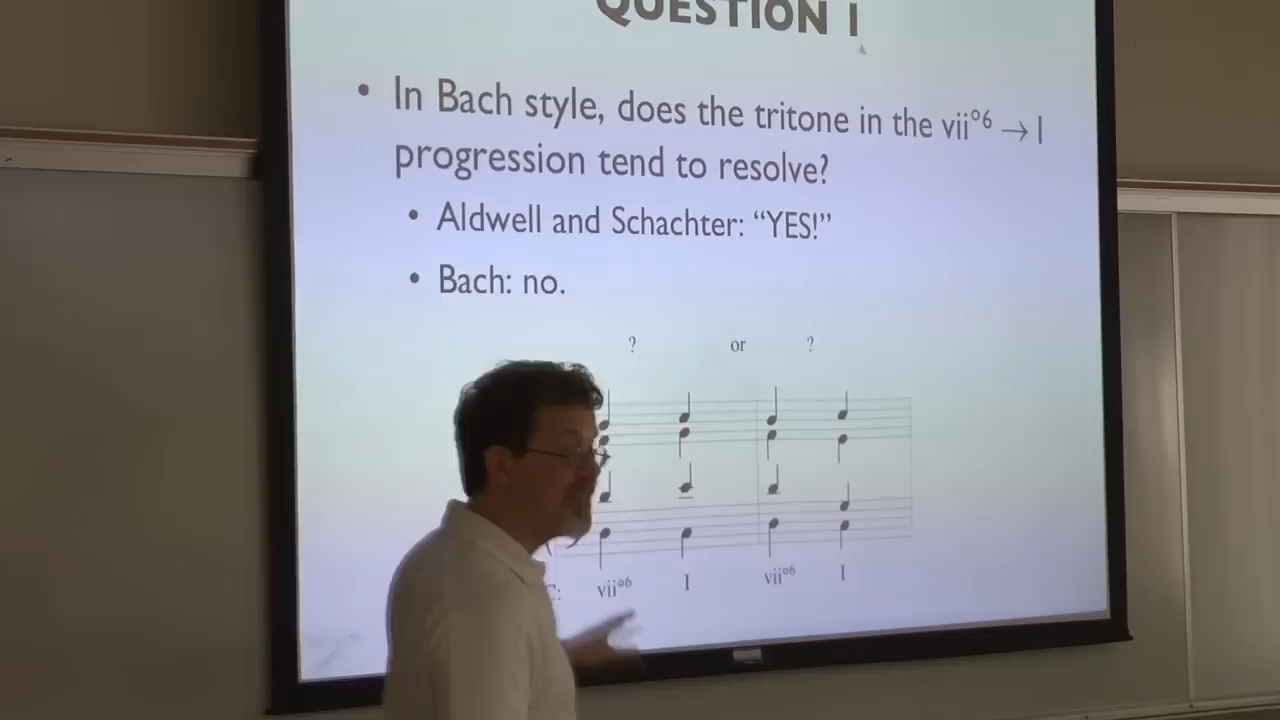 QUESTION 1
• In Bach style, does the tritone in the vii°⁶ → I
progression tend to resolve?
• Aldwell and Schachter: “YES!”
• Bach: no.
? or ?
C: vii°⁶ I vii°⁶ I